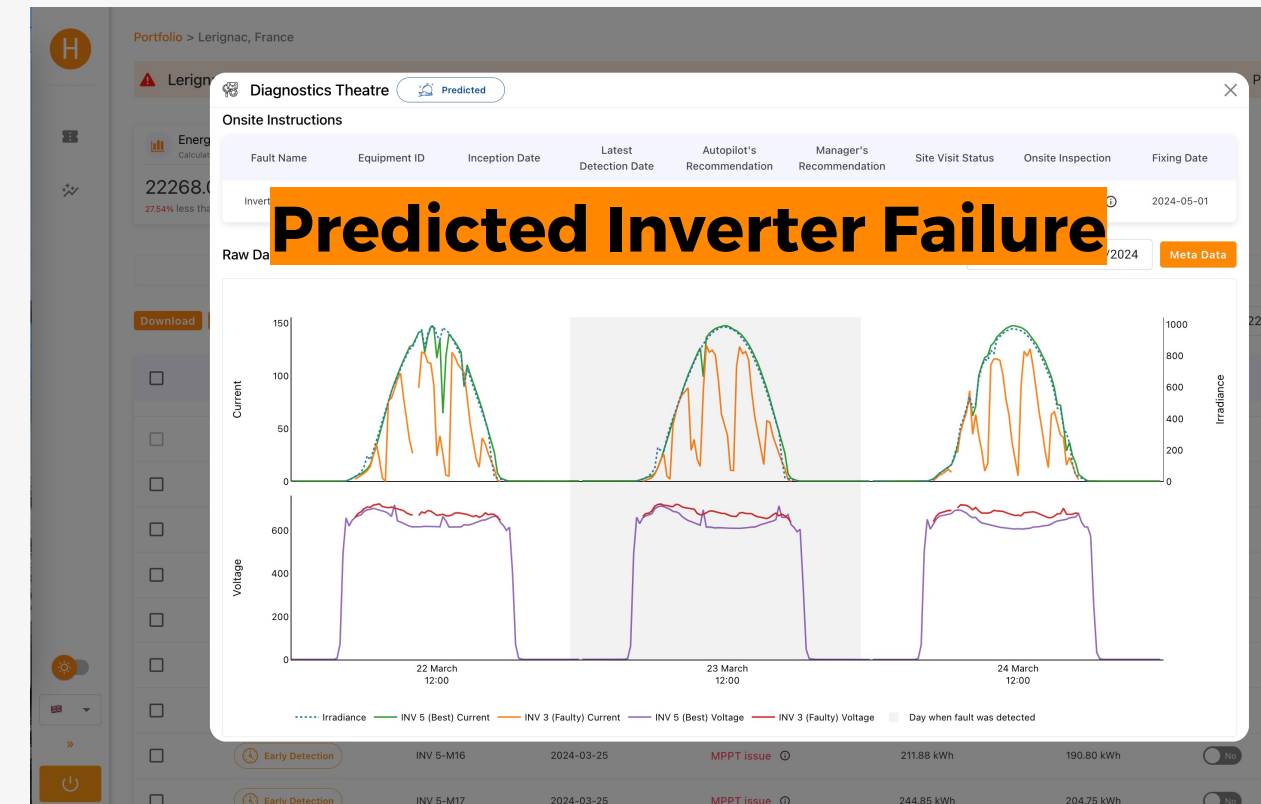 H
Portfolio > Lerignac, France
Lerign
Diagnostics Theatre
Predicted
Onsite Instructions
Energ
Calculat
22268.0
27.54% less tha
Fault Name
Equipment ID
Inception Date
Latest
Detection Date
Autopilot's
Recommendation
Manager's
Recommendation
Site Visit Status
Onsite Inspection
Fixing Date
Invert
2024-05-01
Predicted Inverter Failure
Raw Da
/2024
Meta Data
Download
22
150
100
50
0
Current
1000
800
600
400
200
0
Irradiance
600
400
200
0
Voltage
22 March
12:00
23 March
12:00
24 March
12:00
Irradiance
INV 5 (Best) Current
INV 3 (Faulty) Current
INV 5 (Best) Voltage
INV 3 (Faulty) Voltage
Day when fault was detected
»
Early Detection
INV 5-M16
2024-03-25
MPPT issue
211.88 kWh
190.80 kWh
No
Early Detection
INV 5-M17
2024-03-25
MPPT issue
244.85 kWh
204.75 kWh
No